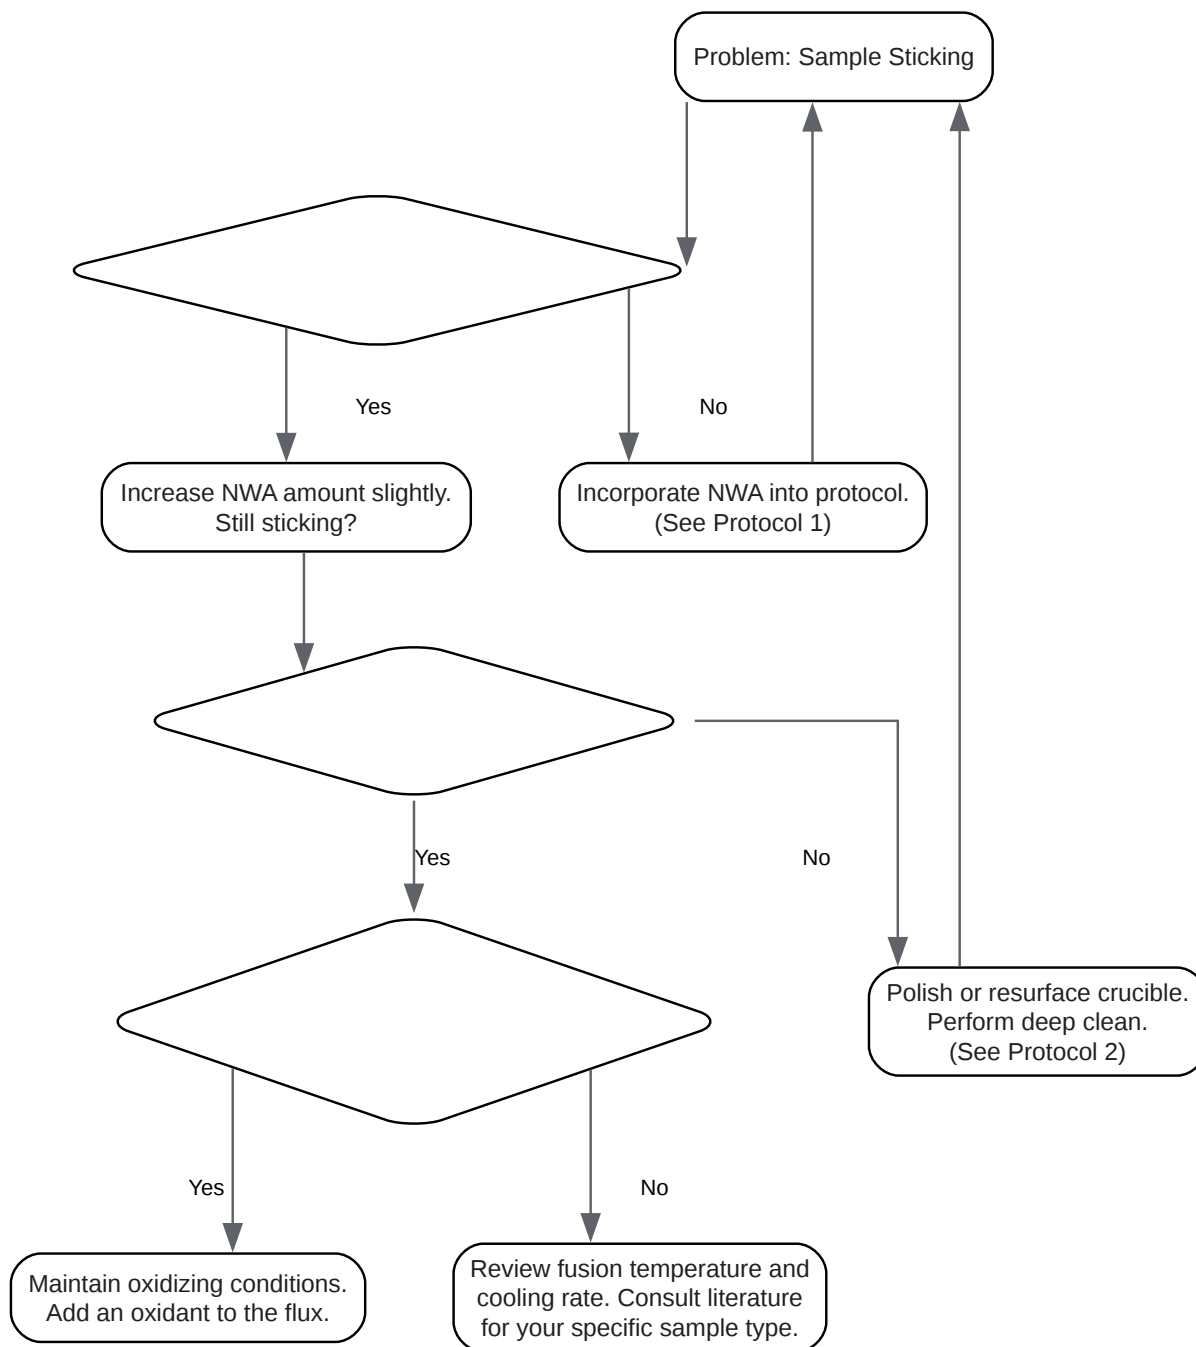 Problem: Sample Sticking
Yes
No
Increase NWA amount slightly.
Still sticking?
Incorporate NWA into protocol.
(See Protocol 1)
Yes
No
Polish or resurface crucible.
Perform deep clean.
(See Protocol 2)
Yes
No
Maintain oxidizing conditions.
Add an oxidant to the flux.
Review fusion temperature and
cooling rate. Consult literature
for your specific sample type.